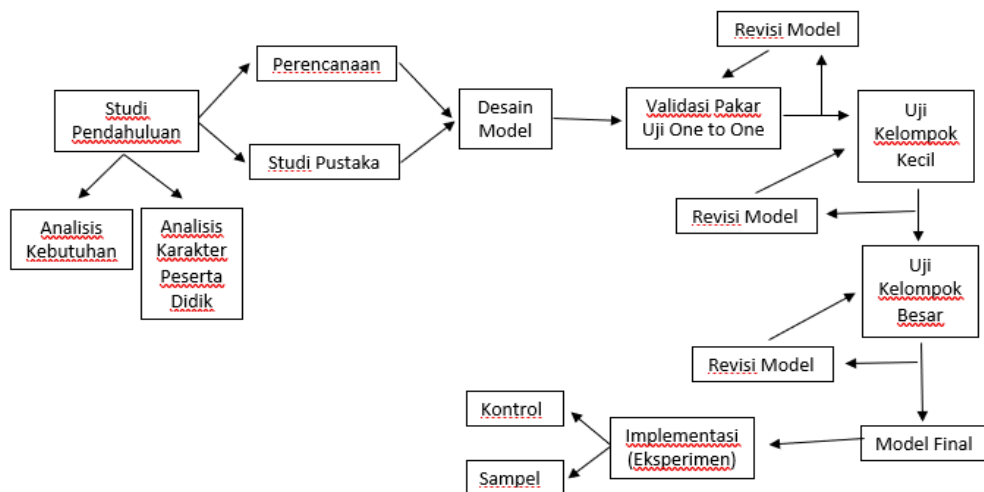 Revisi Model
Perencanaan
Studi
Pendahuluan
Desain
Model
Validasi Pakar
Uji One to One
Uji
Kelompok
Kecil
Studi Pustaka
Analisis
Kebutuhan
Analisis
Karakter
Peserta
Didik
Revisi Model
Uji
Kelompok
Besar
Revisi Model
Kontrol
Implementasi
(Eksperimen)
Model Final
Sampel